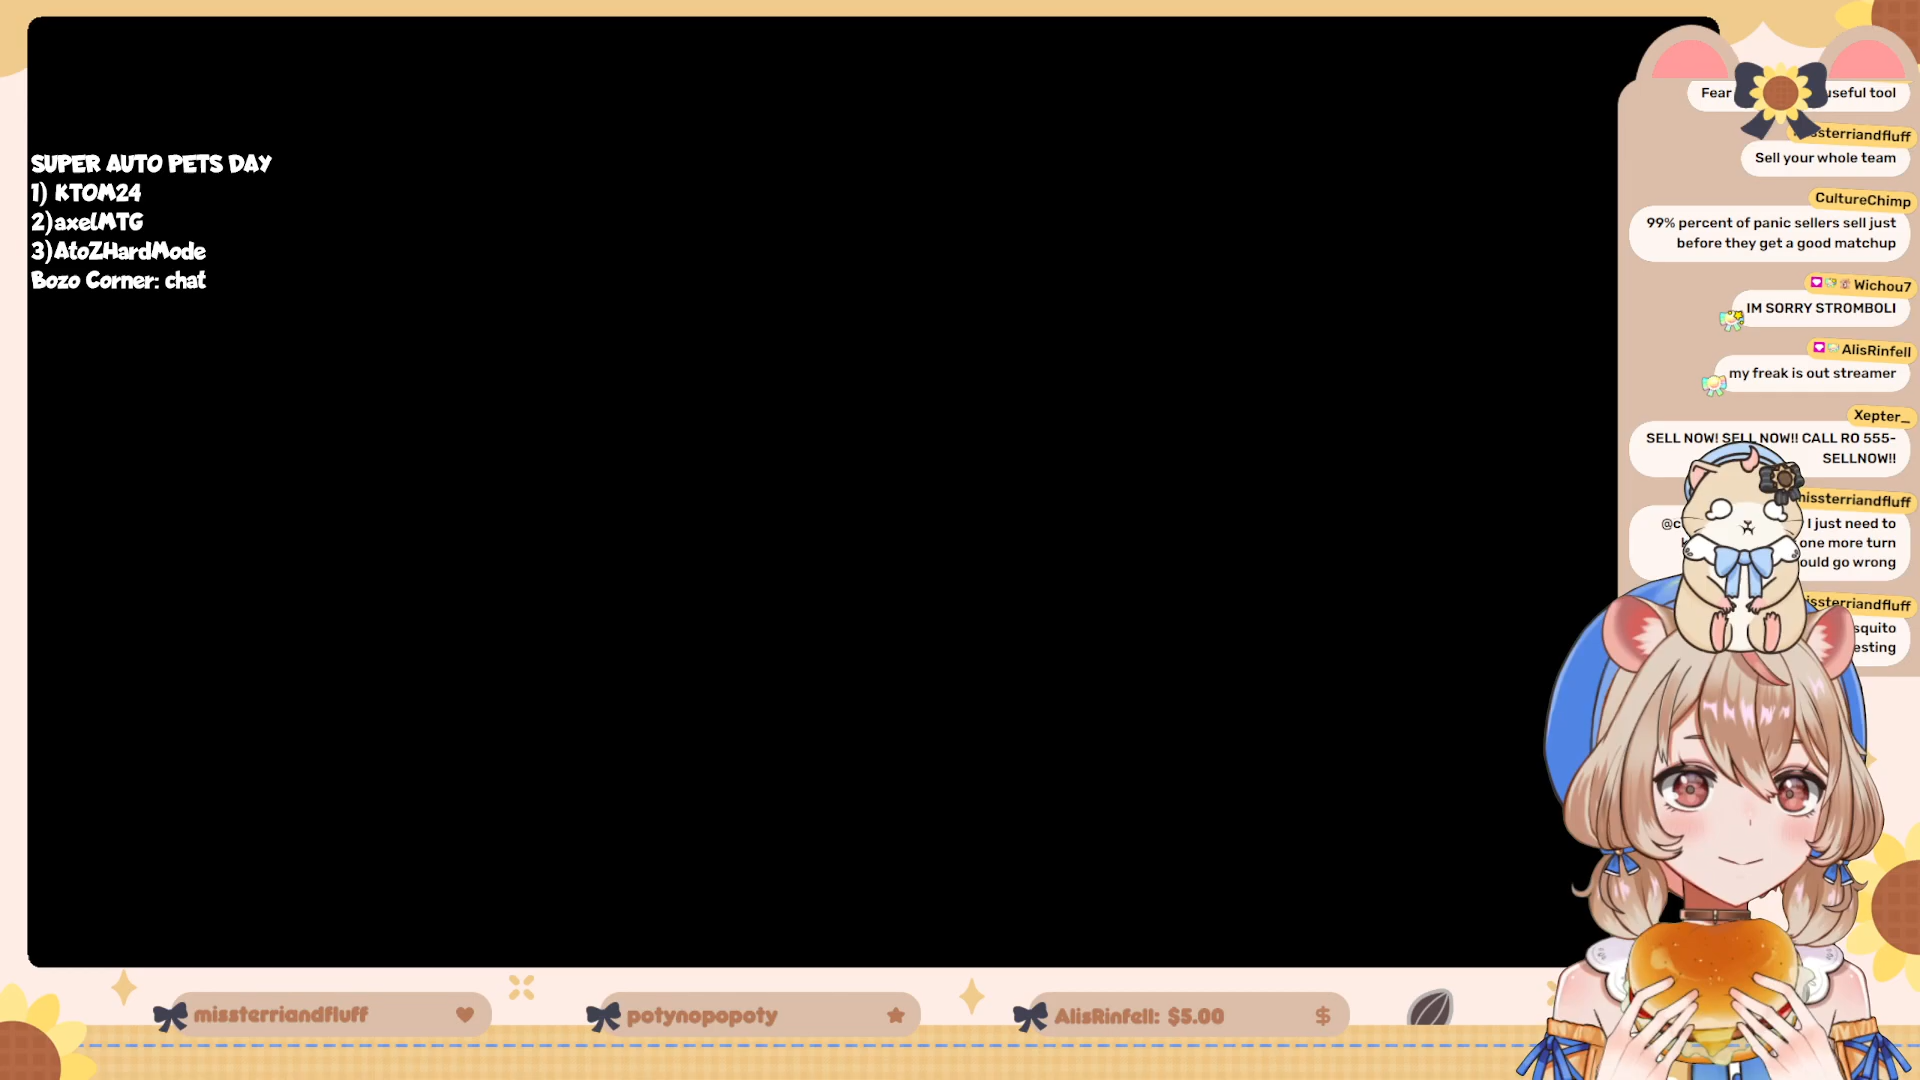 SUPER AUTO PETS DAY
1) KTOM24
2)axelMTG
3)AtoZHardMode
Bozo Corner: chat
Fear
useful tool
ssterriandfluff
Sell your whole team
CultureChimp
99% percent of panic sellers sell just
before they get a good matchup
Wichou7
IM SORRY STROMBOLI
AlisRinfell
my freak is out streamer
Xepter_
SELL NOW! SELL NOW!! CALL RO 555-
SELLNOW!!
missterriandfluff
I just need to
one more turn
ould go wrong
issterriandfluff
squito
esting
missterriandfluff
potynopopoty
AlisRinfell: $5.00
$